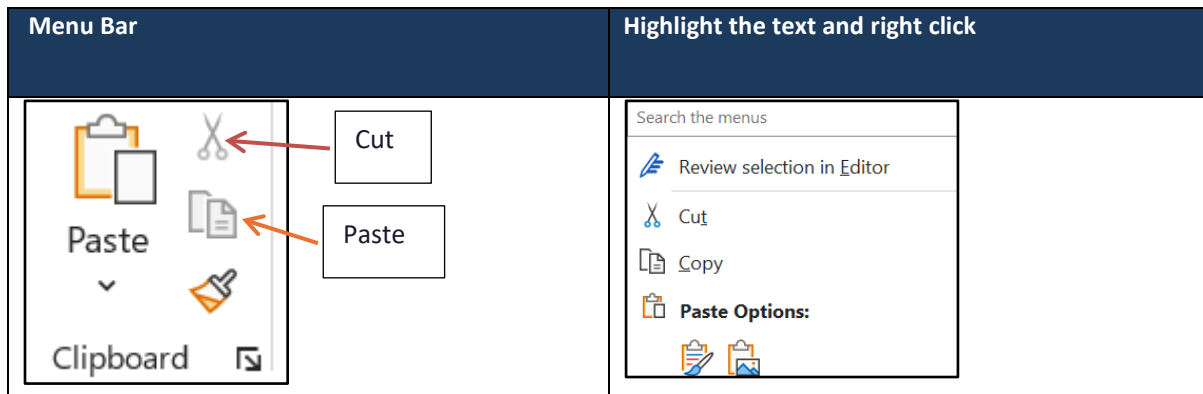 Menu Bar
Highlight the text and right click
Cut
Paste
Paste
Clipboard
Search the menus
Review selection in Editor
Cut
Copy
Paste Options: